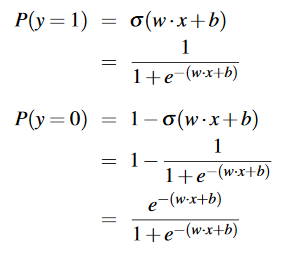 P(y = 1) = σ(w·x+b)
= 1 / (1+e^{-(w·x+b)})
P(y = 0) = 1−σ(w·x+b)
= 1 − 1 / (1+e^{-(w·x+b)})
= e^{-(w·x+b)} / (1+e^{-(w·x+b)})